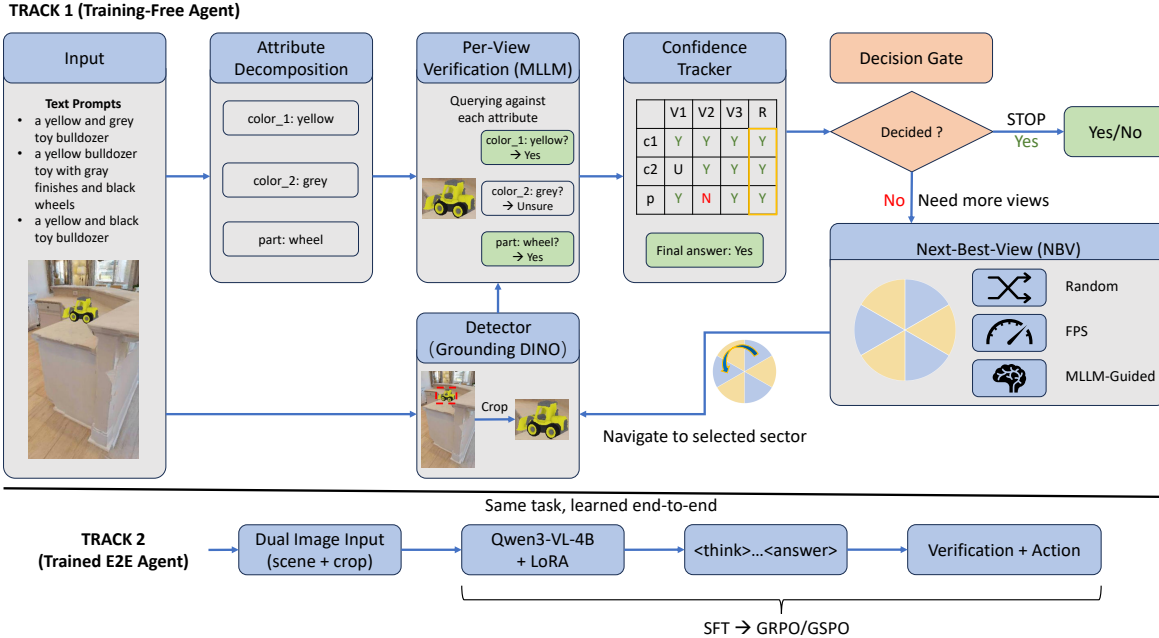 TRACK 1 (Training-Free Agent)
Input
Text Prompts
• a yellow and grey
toy bulldozer
• a yellow bulldozer
toy with gray
finishes and black
wheels
• a yellow and black
toy bulldozer
Attribute
Decomposition
color_1: yellow
color_2: grey
part: wheel
Per-View
Verification (MLLM)
Querying against
each attribute
color_1: yellow?
→ Yes
color_2: grey?
→ Unsure
part: wheel?
→ Yes
Detector
(Grounding DINO)
Crop
Confidence
Tracker
V1 V2 V3 R
c1 Y Y Y Y
c2 U Y Y Y
p Y N Y Y
Final answer: Yes
Decision Gate
Decided ?
STOP
Yes
Yes/No
No Need more views
Next-Best-View (NBV)
Random
FPS
MLLM-Guided
Navigate to selected sector
Same task, learned end-to-end
TRACK 2
(Trained E2E Agent)
Dual Image Input
(scene + crop)
Qwen3-VL-4B
+ LoRA
<think>…<answer>
Verification + Action
SFT → GRPO/GSPO